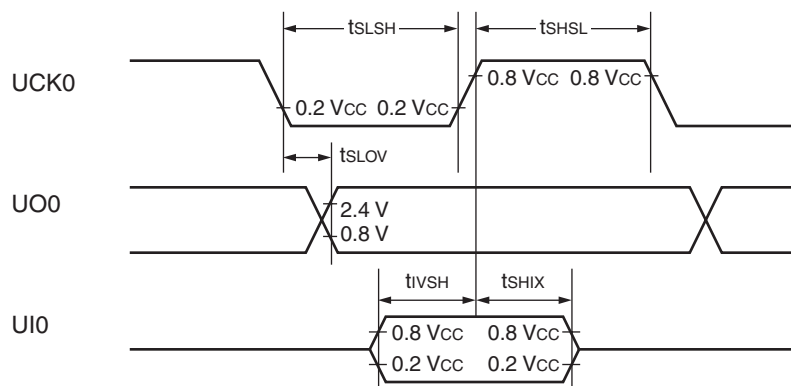 tSLSH tSHSL
UCK0
0.8 VCC 0.8 VCC
0.2 VCC 0.2 VCC
tSLOV
UO0
2.4 V
0.8 V
tIVSH tSHIX
UI0
0.8 VCC 0.8 VCC
0.2 VCC 0.2 VCC